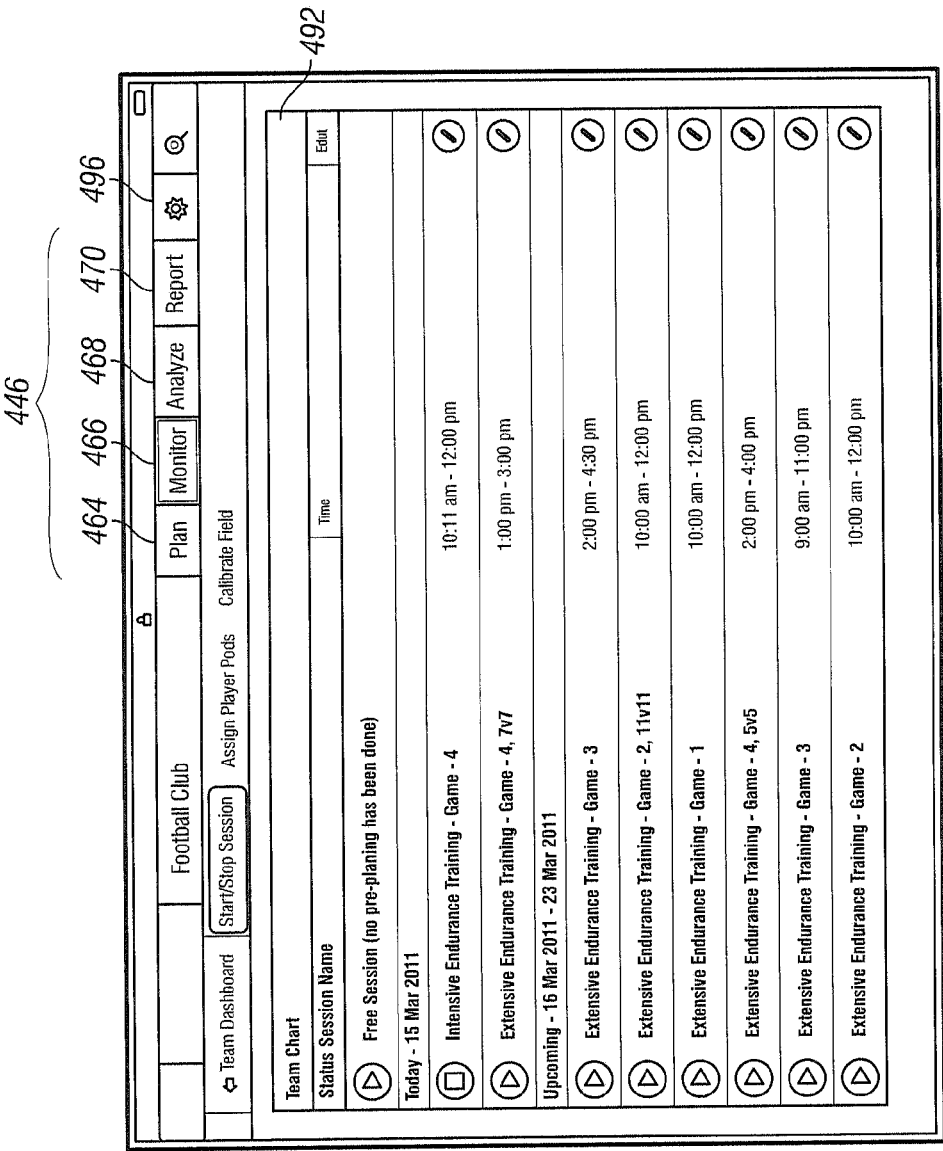 446
464 466 468 470 496
Football Club Plan Monitor Analyze Report
Team Dashboard Start/Stop Session Assign Player Pods Calibrate Field
492
Team Chart
Status Session Name Time Edut
Free Session (no pre-planing has been done)
Today - 15 Mar 2011
Intensive Endurance Training - Game - 4 10:11 am - 12:00 pm
Extensive Endurance Training - Game - 4, 7v7 1:00 pm - 3:00 pm
Upcoming - 16 Mar 2011 - 23 Mar 2011
Extensive Endurance Training - Game - 3 2:00 pm - 4:30 pm
Extensive Endurance Training - Game - 2, 11v11 10:00 am - 12:00 pm
Extensive Endurance Training - Game - 1 10:00 am - 12:00 pm
Extensive Endurance Training - Game - 4, 5v5 2:00 pm - 4:00 pm
Extensive Endurance Training - Game - 3 9:00 am - 11:00 pm
Extensive Endurance Training - Game - 2 10:00 am - 12:00 pm